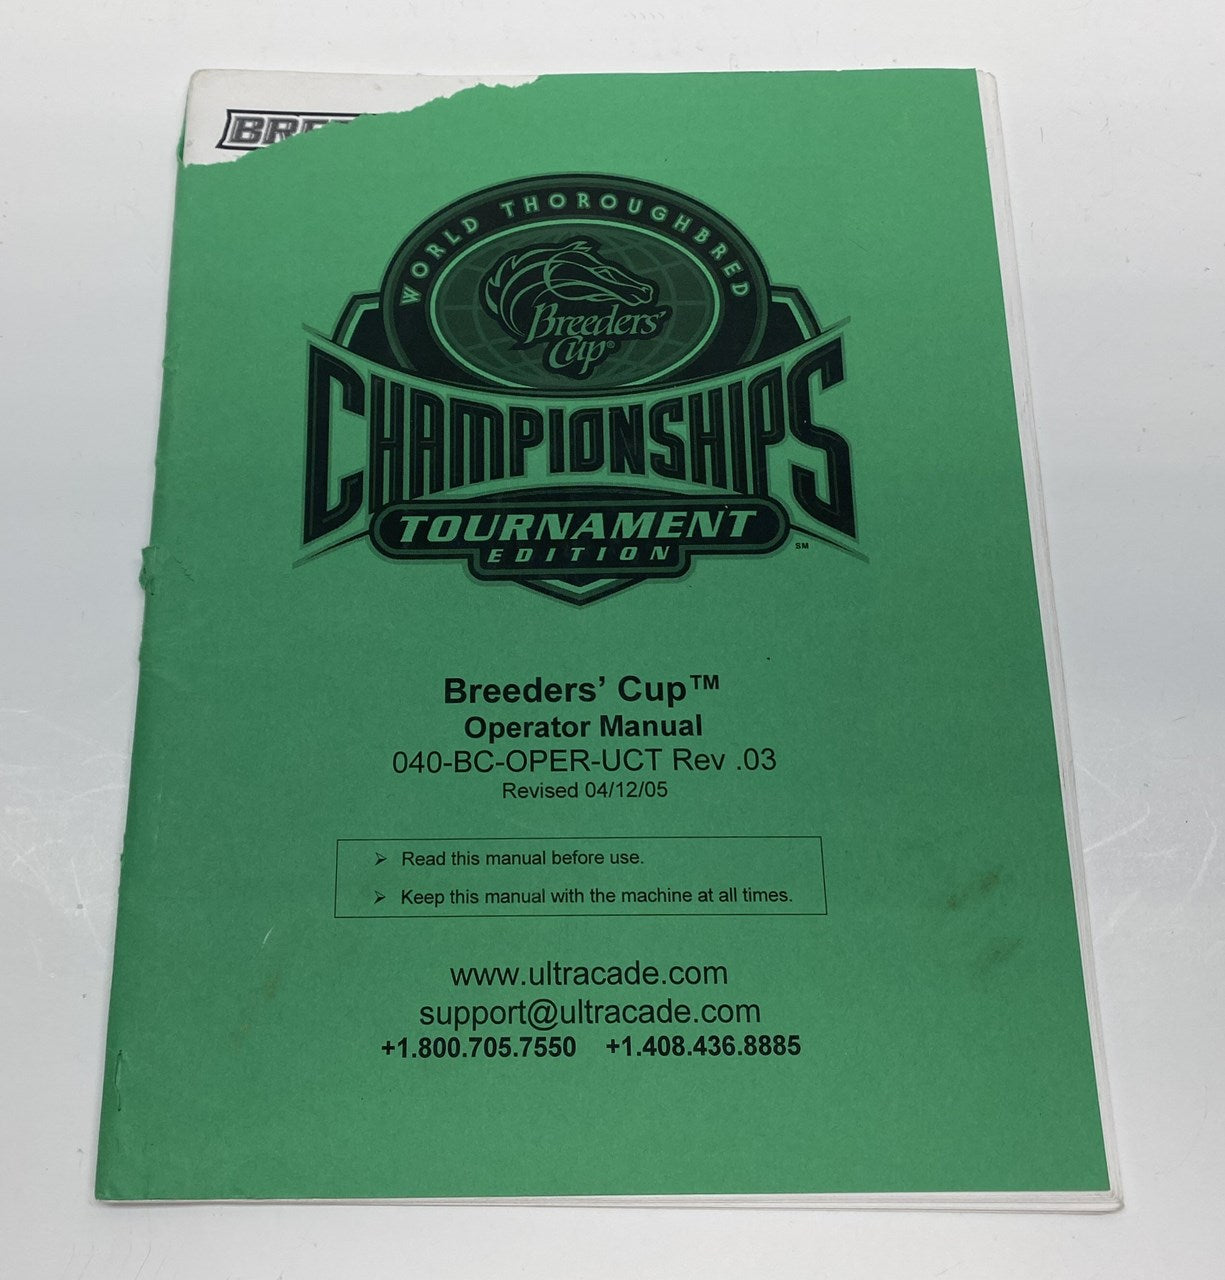 WORLD THOROUGHBRED
Breeders'
Cup®
CHAMPIONSHIPS
TOURNAMENT
EDITION
SM
Breeders’ Cup™
Operator Manual
040-BC-OPER-UCT Rev .03
Revised 04/12/05
➢ Read this manual before use.
➢ Keep this manual with the machine at all times.
www.ultracade.com
support@ultracade.com
+1.800.705.7550 +1.408.436.8885